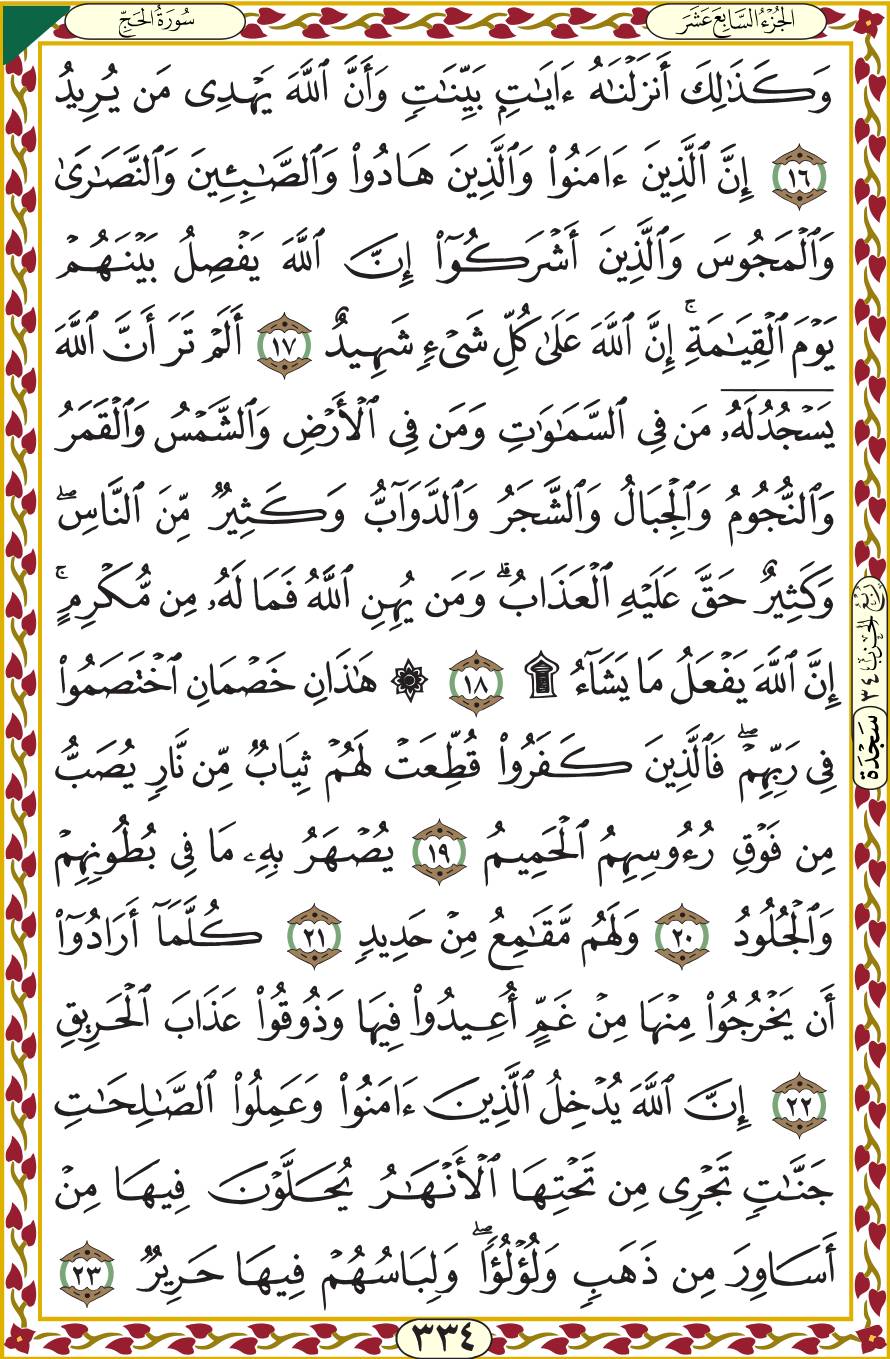 الجُزْءُ السَّابِعَ عَشَرَ
سُورَةُ الحَجّ
وَكَذَٰلِكَ أَنزَلْنَٰهُ ءَايَٰتِۭ بَيِّنَٰتٖ وَأَنَّ ٱللَّهَ يَهْدِى مَن يُرِيدُ
١٦ إِنَّ ٱلَّذِينَ ءَامَنُوا۟ وَٱلَّذِينَ هَادُوا۟ وَٱلصَّٰبِـِٔينَ وَٱلنَّصَٰرَىٰ
وَٱلْمَجُوسَ وَٱلَّذِينَ أَشْرَكُوٓا۟ إِنَّ ٱللَّهَ يَفْصِلُ بَيْنَهُمْ
يَوْمَ ٱلْقِيَٰمَةِ ۚ إِنَّ ٱللَّهَ عَلَىٰ كُلِّ شَىْءٖ شَهِيدٌ ١٧ أَلَمْ تَرَ أَنَّ ٱللَّهَ
يَسْجُدُ لَهُۥ مَن فِى ٱلسَّمَٰوَٰتِ وَمَن فِى ٱلْأَرْضِ وَٱلشَّمْسُ وَٱلْقَمَرُ
وَٱلنُّجُومُ وَٱلْجِبَالُ وَٱلشَّجَرُ وَٱلدَّوَآبُّ وَكَثِيرٌ مِّنَ ٱلنَّاسِ ۖ
وَكَثِيرٌ حَقَّ عَلَيْهِ ٱلْعَذَابُ ۗ وَمَن يُهِنِ ٱللَّهُ فَمَا لَهُۥ مِن مُّكْرِمٍ ۚ
إِنَّ ٱللَّهَ يَفْعَلُ مَا يَشَآءُ ۩ ١٨ ۞ هَٰذَانِ خَصْمَانِ ٱخْتَصَمُوا۟
فِى رَبِّهِمْ ۖ فَٱلَّذِينَ كَفَرُوا۟ قُطِّعَتْ لَهُمْ ثِيَابٌ مِّن نَّارٖ يُصَبُّ
مِن فَوْقِ رُءُوسِهِمُ ٱلْحَمِيمُ ١٩ يُصْهَرُ بِهِۦ مَا فِى بُطُونِهِمْ
وَٱلْجُلُودُ ٢٠ وَلَهُم مَّقَٰمِعُ مِنْ حَدِيدٖ ٢١ كُلَّمَآ أَرَادُوٓا۟
أَن يَخْرُجُوا۟ مِنْهَا مِنْ غَمٍّ أُعِيدُوا۟ فِيهَا وَذُوقُوا۟ عَذَابَ ٱلْحَرِيقِ
٢٢ إِنَّ ٱللَّهَ يُدْخِلُ ٱلَّذِينَ ءَامَنُوا۟ وَعَمِلُوا۟ ٱلصَّٰلِحَٰتِ
جَنَّٰتٖ تَجْرِى مِن تَحْتِهَا ٱلْأَنْهَٰرُ يُحَلَّوْنَ فِيهَا مِنْ
أَسَاوِرَ مِن ذَهَبٖ وَلُؤْلُؤًا ۖ وَلِبَاسُهُمْ فِيهَا حَرِيرٌ ٢٣
رُبْعُ الحِزْبِ ٣٤
سَجْدَة
٣٣٤